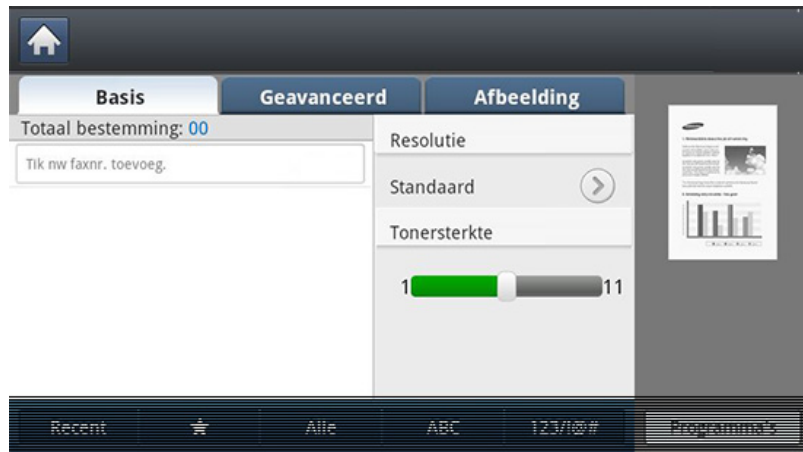 Basis
Geavanceerd
Afbeelding
Totaal bestemming: 00
Tik nw faxnr. toevoeg.
Resolutie
Standaard
Tonersterkte
1
11
Recent
Alle
ABC
123/!@#
Programma's